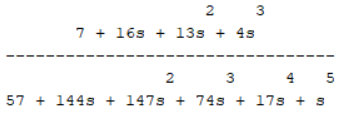 2 3
7 + 16s + 13s + 4s
----------------------------------
2 3 4 5
57 + 144s + 147s + 74s + 17s + s